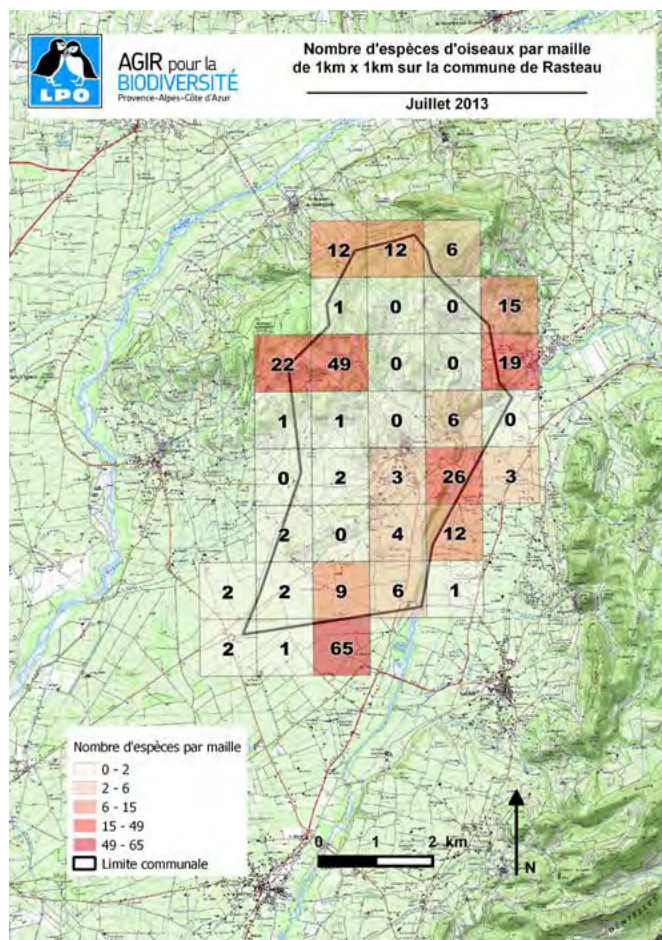 LPO
AGIR pour la
BIODIVERSITÉ
Provence-Alpes-Côte d'Azur
Nombre d'espèces d'oiseaux par maille
de 1km x 1km sur la commune de Rasteau
Juillet 2013
12 12 6
1 0 0 15
22 49 0 0 19
1 1 0 6 0
0 2 3 26 3
2 0 4 12
2 2 9 6 1
2 1 65
Nombre d'espèces par maille
0 - 2
2 - 6
6 - 15
15 - 49
49 - 65
Limite communale
0 1 2 km
N
DENTELLES